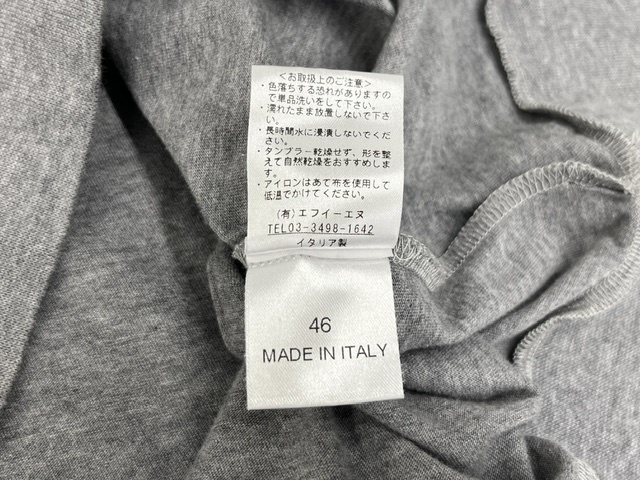 <お取扱上のご注意>
・色落ちする恐れがありますの
で単品洗いをして下さい。
・濡れたまま放置しないで下さ
い。
・長時間水に浸漬しないでくだ
さい。
・タンブラー乾燥せず、形を整
えて自然乾燥をおすすめしま
す。
・アイロンはあて布を使用して
低温でかけて下さい。
(有)エフイーエヌ
TEL03-3498-1642
イタリア製
46
MADE IN ITALY